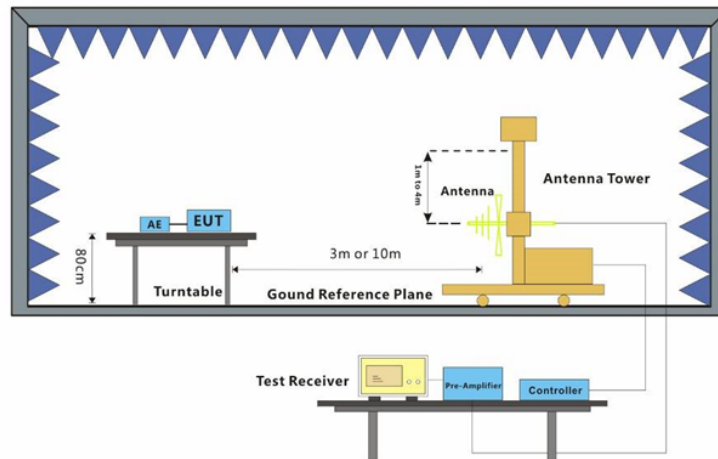 1m to 4m
Antenna
Antenna Tower
AE
EUT
80cm
3m or 10m
Turntable
Gound Reference Plane
Test Receiver
Pre-Amplifier
Controller